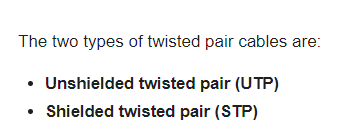 The two types of twisted pair cables are:
• Unshielded twisted pair (UTP)
• Shielded twisted pair (STP)